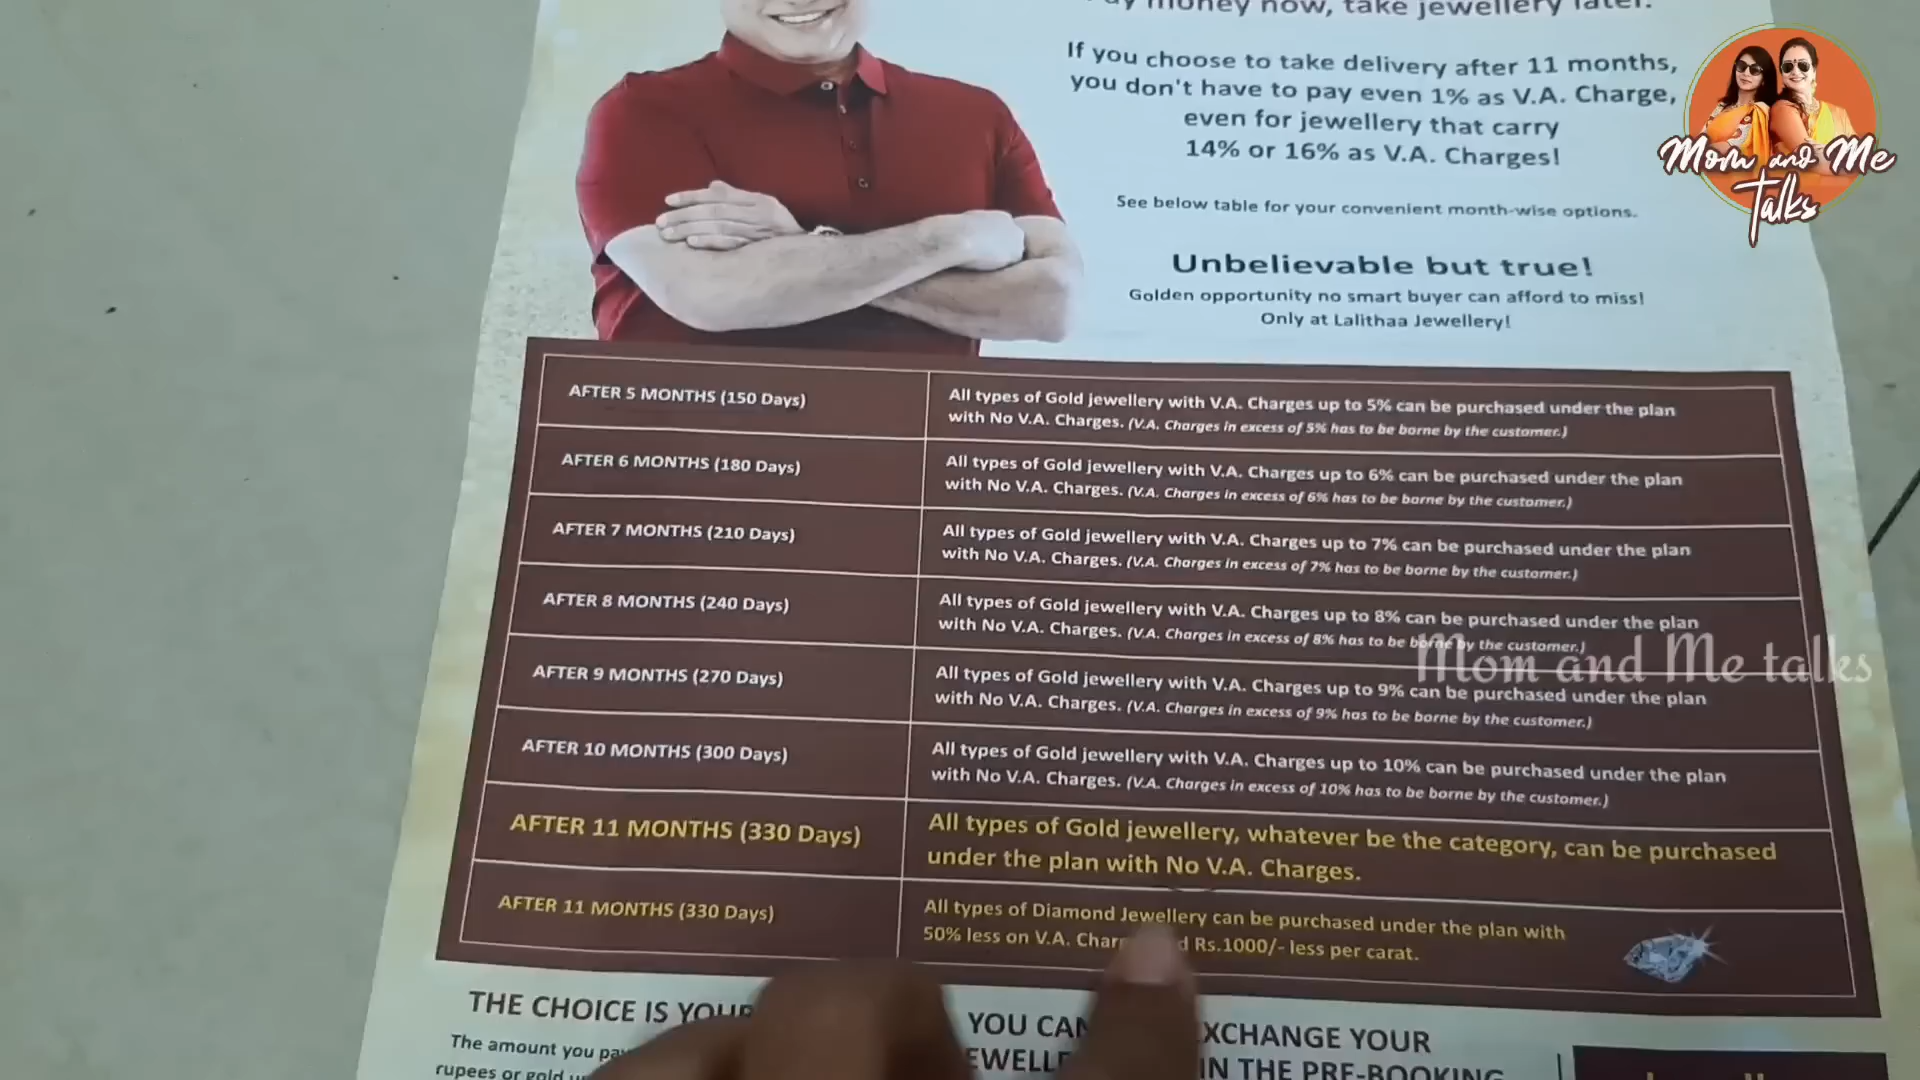 money now, take jewellery later.
If you choose to take delivery after 11 months,
you don't have to pay even 1% as V.A. Charge,
even for jewellery that carry
14% or 16% as V.A. Charges!
See below table for your convenient month-wise options.
Unbelievable but true!
Golden opportunity no smart buyer can afford to miss!
Only at Lalithaa Jewellery!
Mom and Me
Talks
AFTER 5 MONTHS (150 Days)
All types of Gold jewellery with V.A. Charges up to 5% can be purchased under the plan
with No V.A. Charges. (V.A. Charges in excess of 5% has to be borne by the customer.)
AFTER 6 MONTHS (180 Days)
All types of Gold jewellery with V.A. Charges up to 6% can be purchased under the plan
with No V.A. Charges. (V.A. Charges in excess of 6% has to be borne by the customer.)
AFTER 7 MONTHS (210 Days)
All types of Gold jewellery with V.A. Charges up to 7% can be purchased under the plan
with No V.A. Charges. (V.A. Charges in excess of 7% has to be borne by the customer.)
AFTER 8 MONTHS (240 Days)
All types of Gold jewellery with V.A. Charges up to 8% can be purchased under the plan
with No V.A. Charges. (V.A. Charges in excess of 8% has to be borne by the customer.)
Mom and Me talks
AFTER 9 MONTHS (270 Days)
All types of Gold jewellery with V.A. Charges up to 9% can be purchased under the plan
with No V.A. Charges. (V.A. Charges in excess of 9% has to be borne by the customer.)
AFTER 10 MONTHS (300 Days)
All types of Gold jewellery with V.A. Charges up to 10% can be purchased under the plan
with No V.A. Charges. (V.A. Charges in excess of 10% has to be borne by the customer.)
AFTER 11 MONTHS (330 Days)
All types of Gold jewellery, whatever be the category, can be purchased
under the plan with No V.A. Charges.
AFTER 11 MONTHS (330 Days)
All types of Diamond Jewellery can be purchased under the plan with
50% less on V.A. Rs.1000/- less per carat.
THE CHOICE IS
The amount you
rupees or gold
YOU EXCHANGE YOUR
IN THE PRE-BOOKING